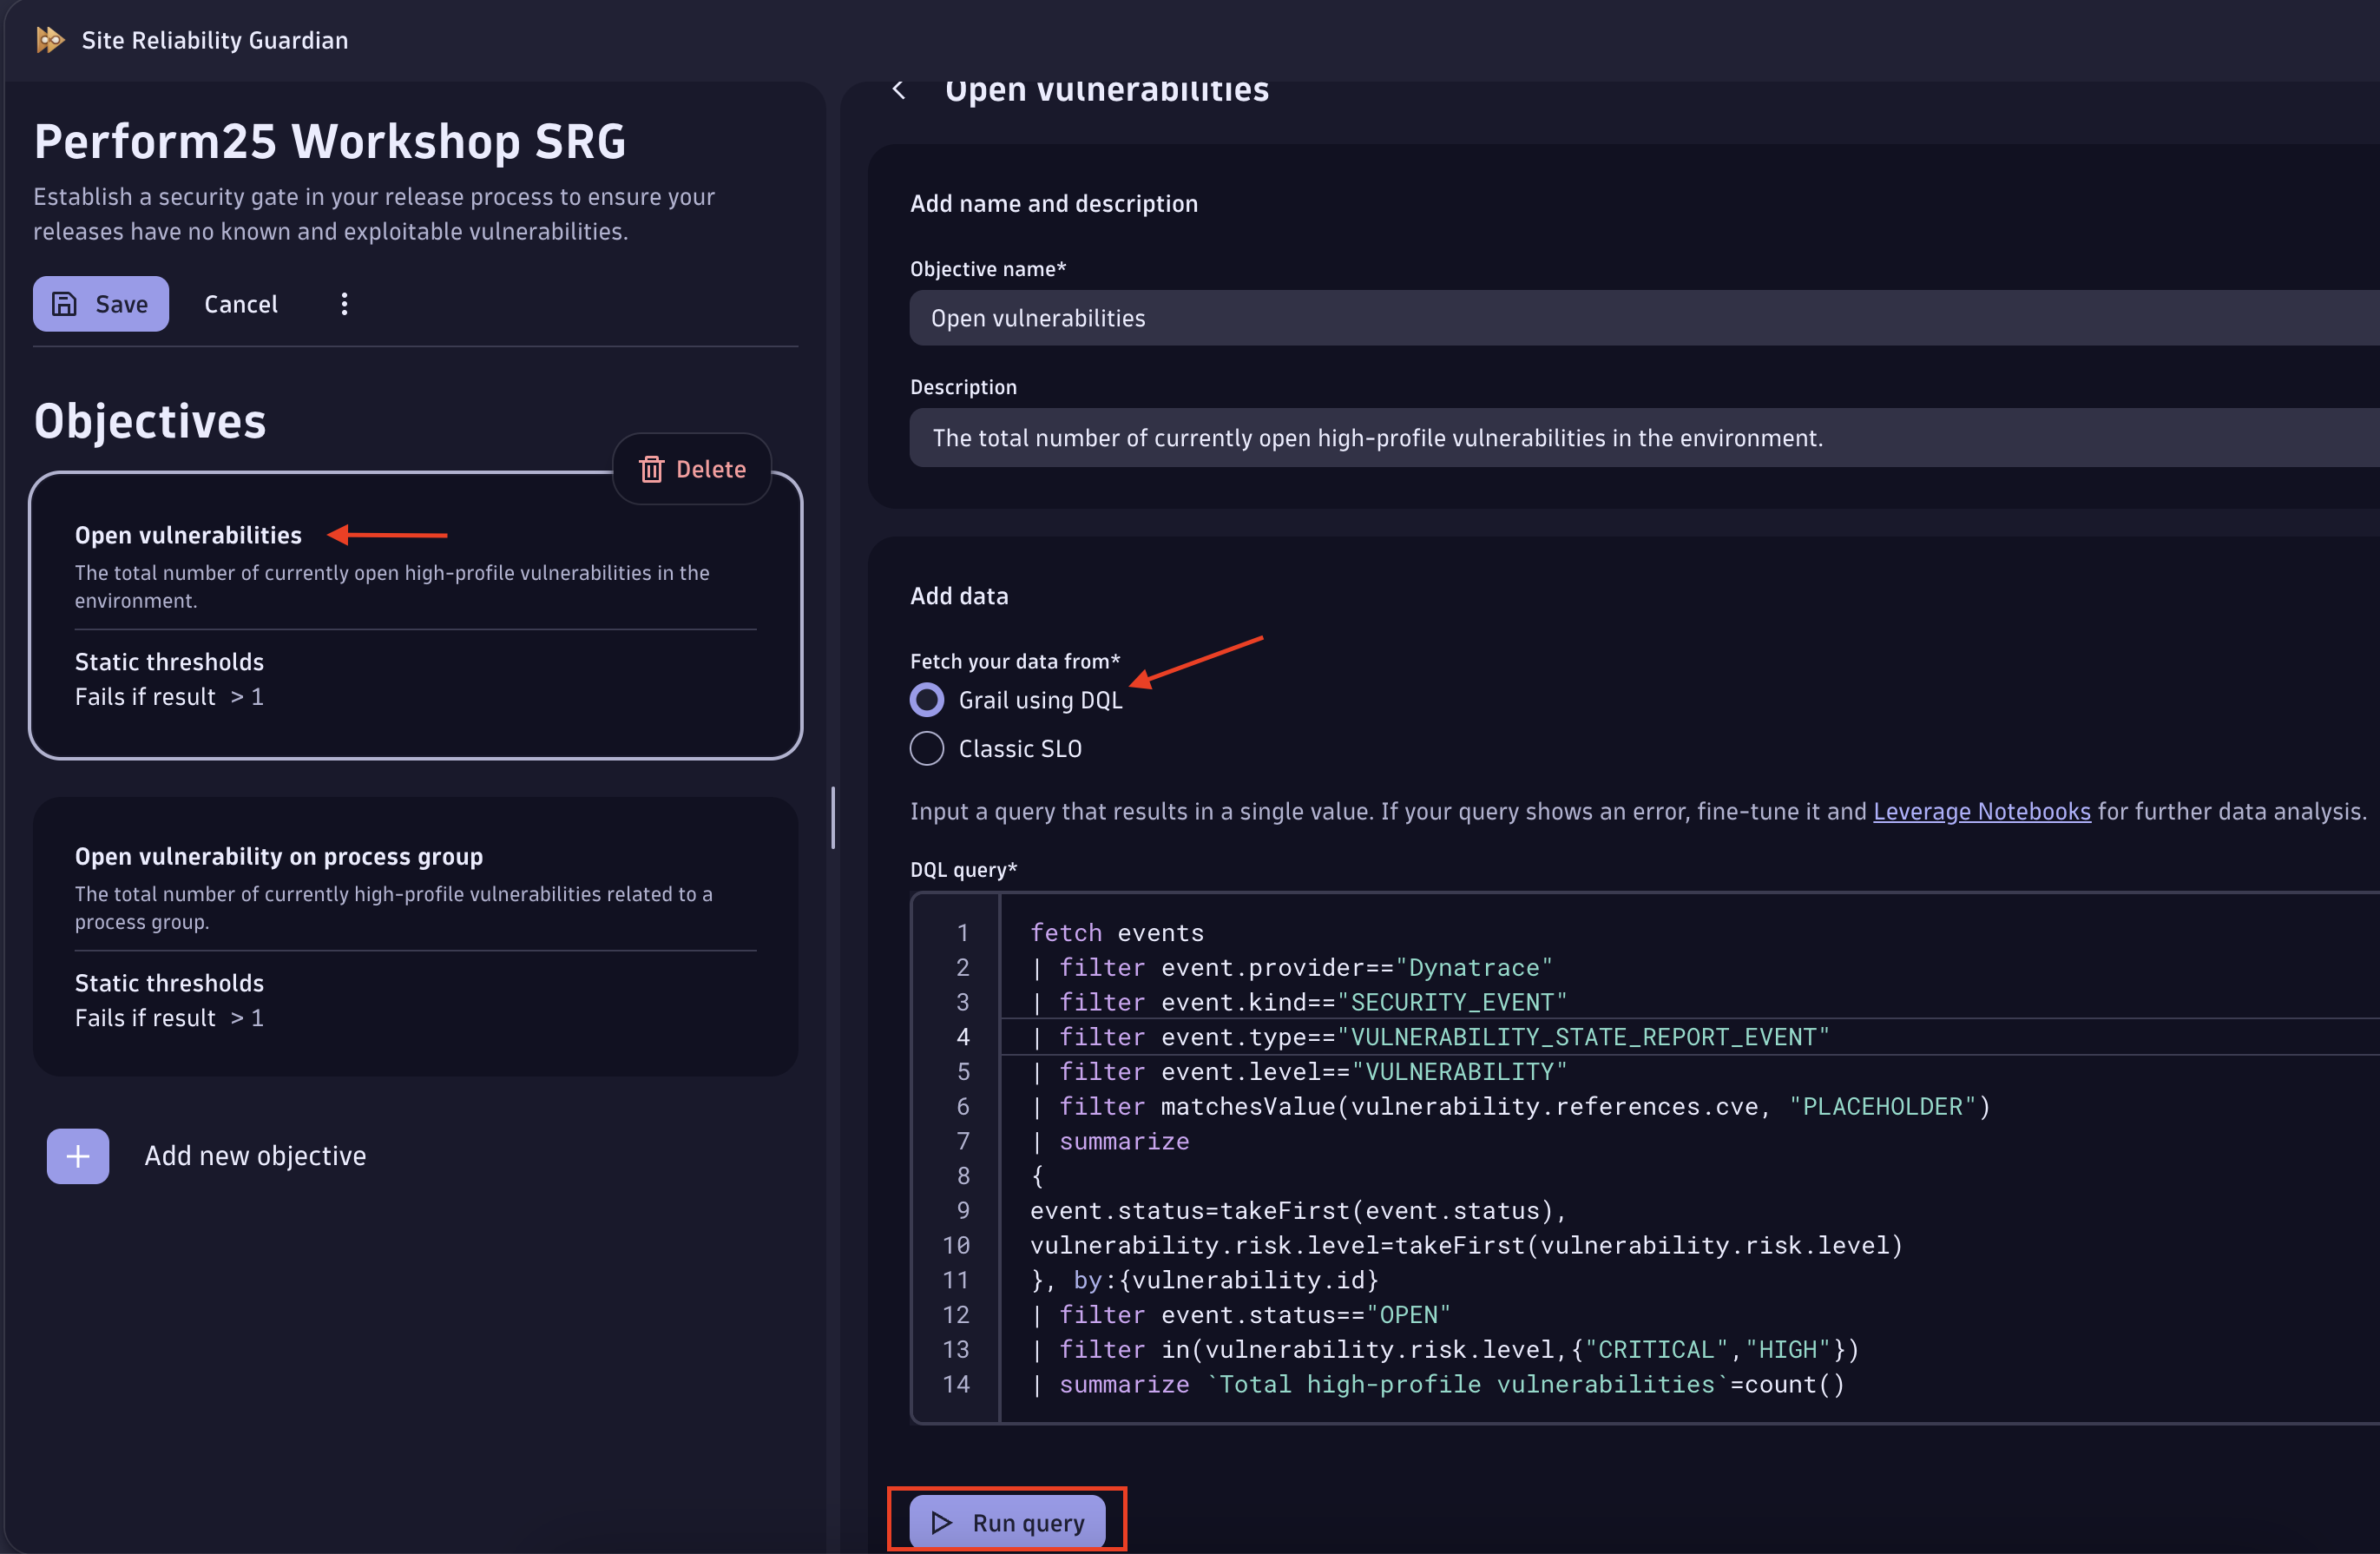 Site Reliability Guardian
Perform25 Workshop SRG
Establish a security gate in your release process to ensure your
releases have no known and exploitable vulnerabilities.
Save
Cancel
Objectives
Delete
Open vulnerabilities
The total number of currently open high-profile vulnerabilities in the
environment.
Static thresholds
Fails if result > 1
Open vulnerability on process group
The total number of currently high-profile vulnerabilities related to a
process group.
Static thresholds
Fails if result > 1
+ Add new objective
Open vulnerabilities
Add name and description
Objective name*
Open vulnerabilities
Description
The total number of currently open high-profile vulnerabilities in the environment.
Add data
Fetch your data from*
Grail using DQL
Classic SLO
Input a query that results in a single value. If your query shows an error, fine-tune it and Leverage Notebooks for further data analysis.
DQL query*
1 fetch events
2 | filter event.provider=="Dynatrace"
3 | filter event.kind=="SECURITY_EVENT"
4 | filter event.type=="VULNERABILITY_STATE_REPORT_EVENT"
5 | filter event.level=="VULNERABILITY"
6 | filter matchesValue(vulnerability.references.cve, "PLACEHOLDER")
7 | summarize
8 {
9 event.status=takeFirst(event.status),
10 vulnerability.risk.level=takeFirst(vulnerability.risk.level)
11 }, by:{vulnerability.id}
12 | filter event.status=="OPEN"
13 | filter in(vulnerability.risk.level,{"CRITICAL","HIGH"})
14 | summarize `Total high-profile vulnerabilities`=count()
Run query